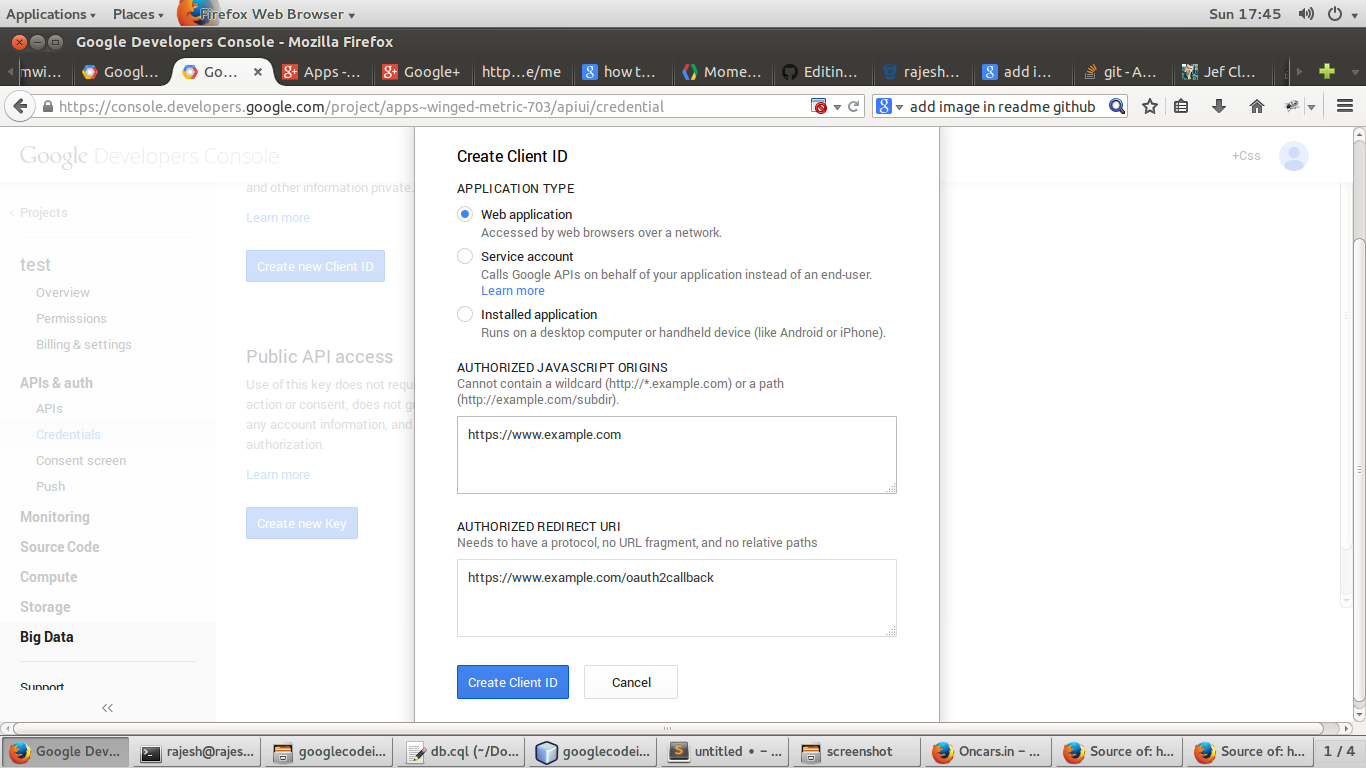 Applications Places Firefox Web Browser Sun 17:45
Google Developers Console - Mozilla Firefox
mwi... Googl... Go... Apps -... Google+ http...e/me how t... Mome... Editin... rajesh... add i... git - A... Jef Cl...
https://console.developers.google.com/project/apps~winged-metric-703/apiui/credential add image in readme github
Google Developers Console +Css
and other information private.
Projects
Learn more
test
Create new Client ID
Overview
Permissions
Billing & settings
Public API access
APIs & auth
Use of this key does not requ
action or consent, does not g
any account information, and
authorization.
APIs
Credentials
Consent screen
Learn more
Push
Monitoring
Create new Key
Source Code
Compute
Storage
Big Data
Support
Create Client ID
APPLICATION TYPE
Web application
Accessed by web browsers over a network.
Service account
Calls Google APIs on behalf of your application instead of an end-user.
Learn more
Installed application
Runs on a desktop computer or handheld device (like Android or iPhone).
AUTHORIZED JAVASCRIPT ORIGINS
Cannot contain a wildcard (http://*.example.com) or a path
(http://example.com/subdir).
https://www.example.com
AUTHORIZED REDIRECT URI
Needs to have a protocol, no URL fragment, and no relative paths
https://www.example.com/oauth2callback
Create Client ID Cancel
Google Dev... rajesh@rajes... googlecodei... db.cql (~/Do... googlecodei... untitled • – ... screenshot Oncars.in – ... Source of: h... Source of: h... 1 / 4